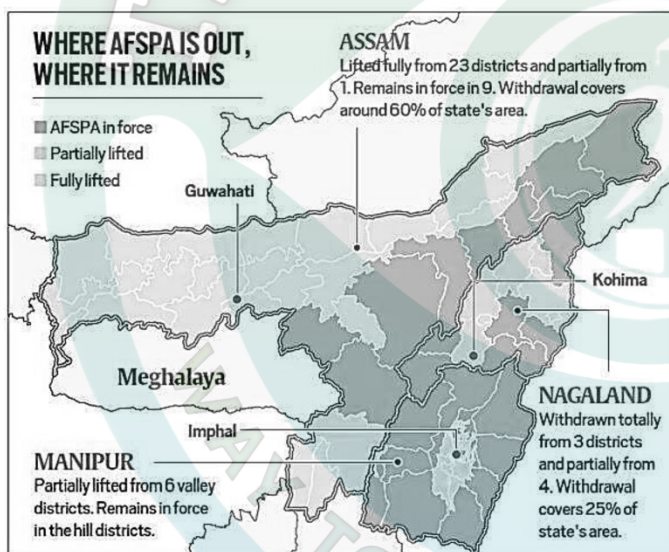 WHERE AFSPA IS OUT,
WHERE IT REMAINS
AFSPA in force
Partially lifted
Fully lifted
ASSAM
Lifted fully from 23 districts and partially from
1. Remains in force in 9. Withdrawal covers
around 60% of state's area.
Guwahati
Kohima
Meghalaya
Imphal
MANIPUR
Partially lifted from 6 valley
districts. Remains in force
in the hill districts.
NAGALAND
Withdrawn totally
from 3 districts
and partially from
4. Withdrawal
covers 25% of
state's area.